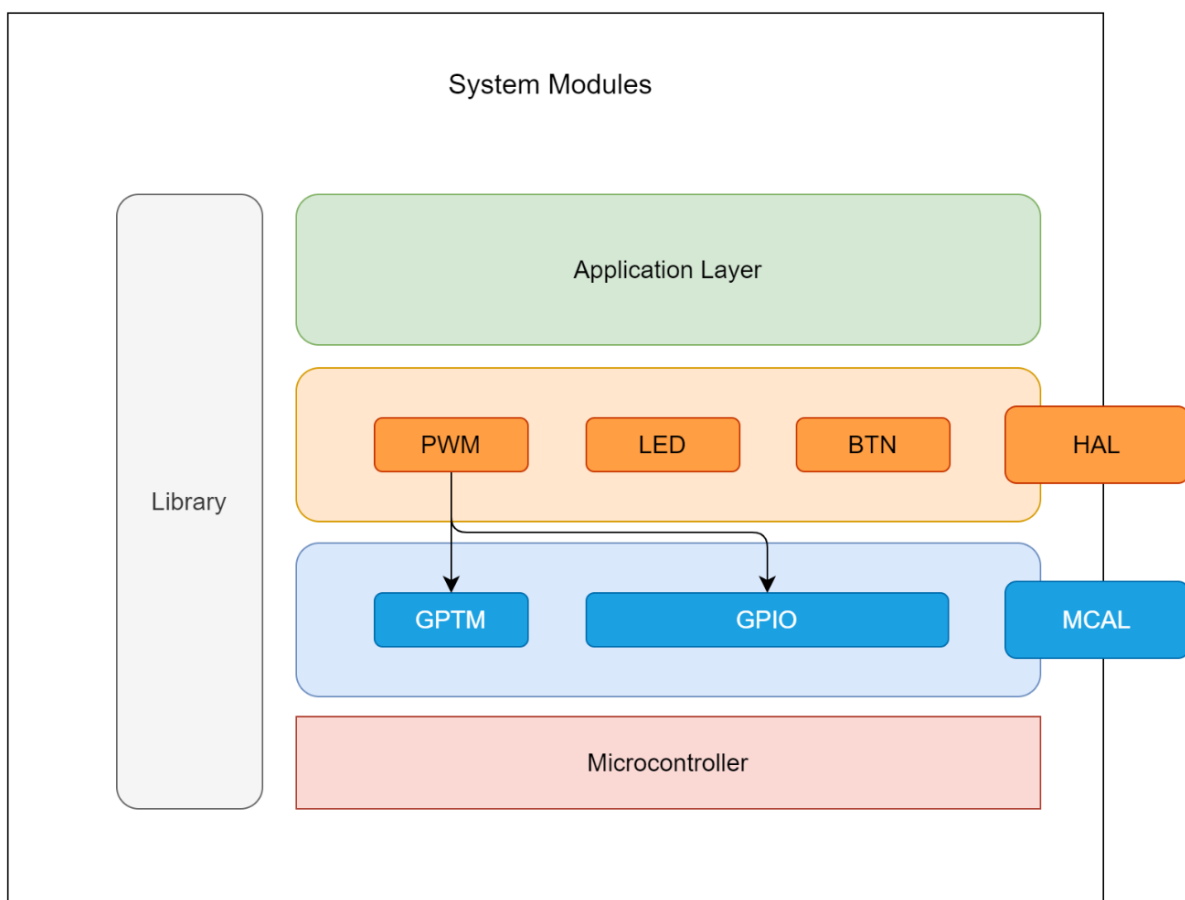 System Modules
Application Layer
PWM
LED
BTN
HAL
Library
GPTM
GPIO
MCAL
Microcontroller